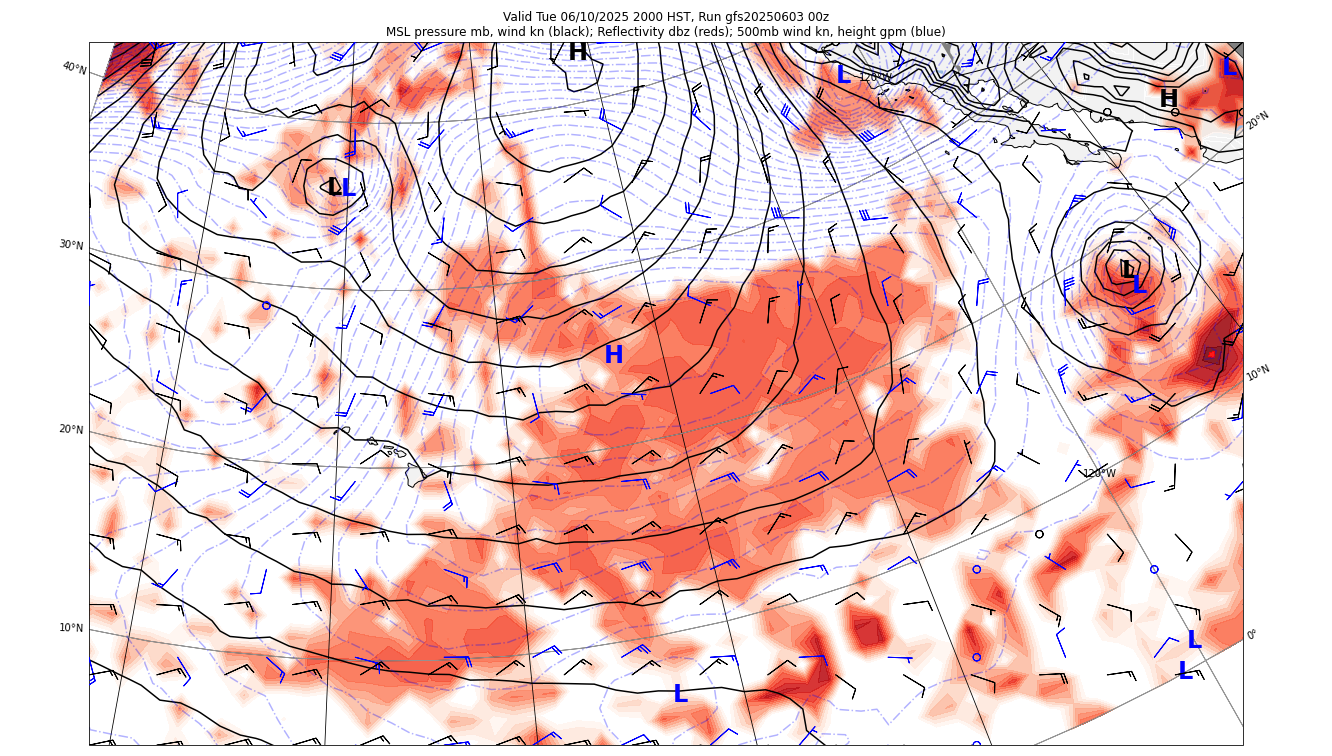 Valid Tue 06/10/2025 2000 HST, Run gfs20250603 00z
MSL pressure mb, wind kn (black); Reflectivity dbz (reds); 500mb wind kn, height gpm (blue)
H
40°N
L
120°W
L
H
20°N
L L
30°N
L
L
H
10°N
20°N
120°W
10°N
0°
L
L
L